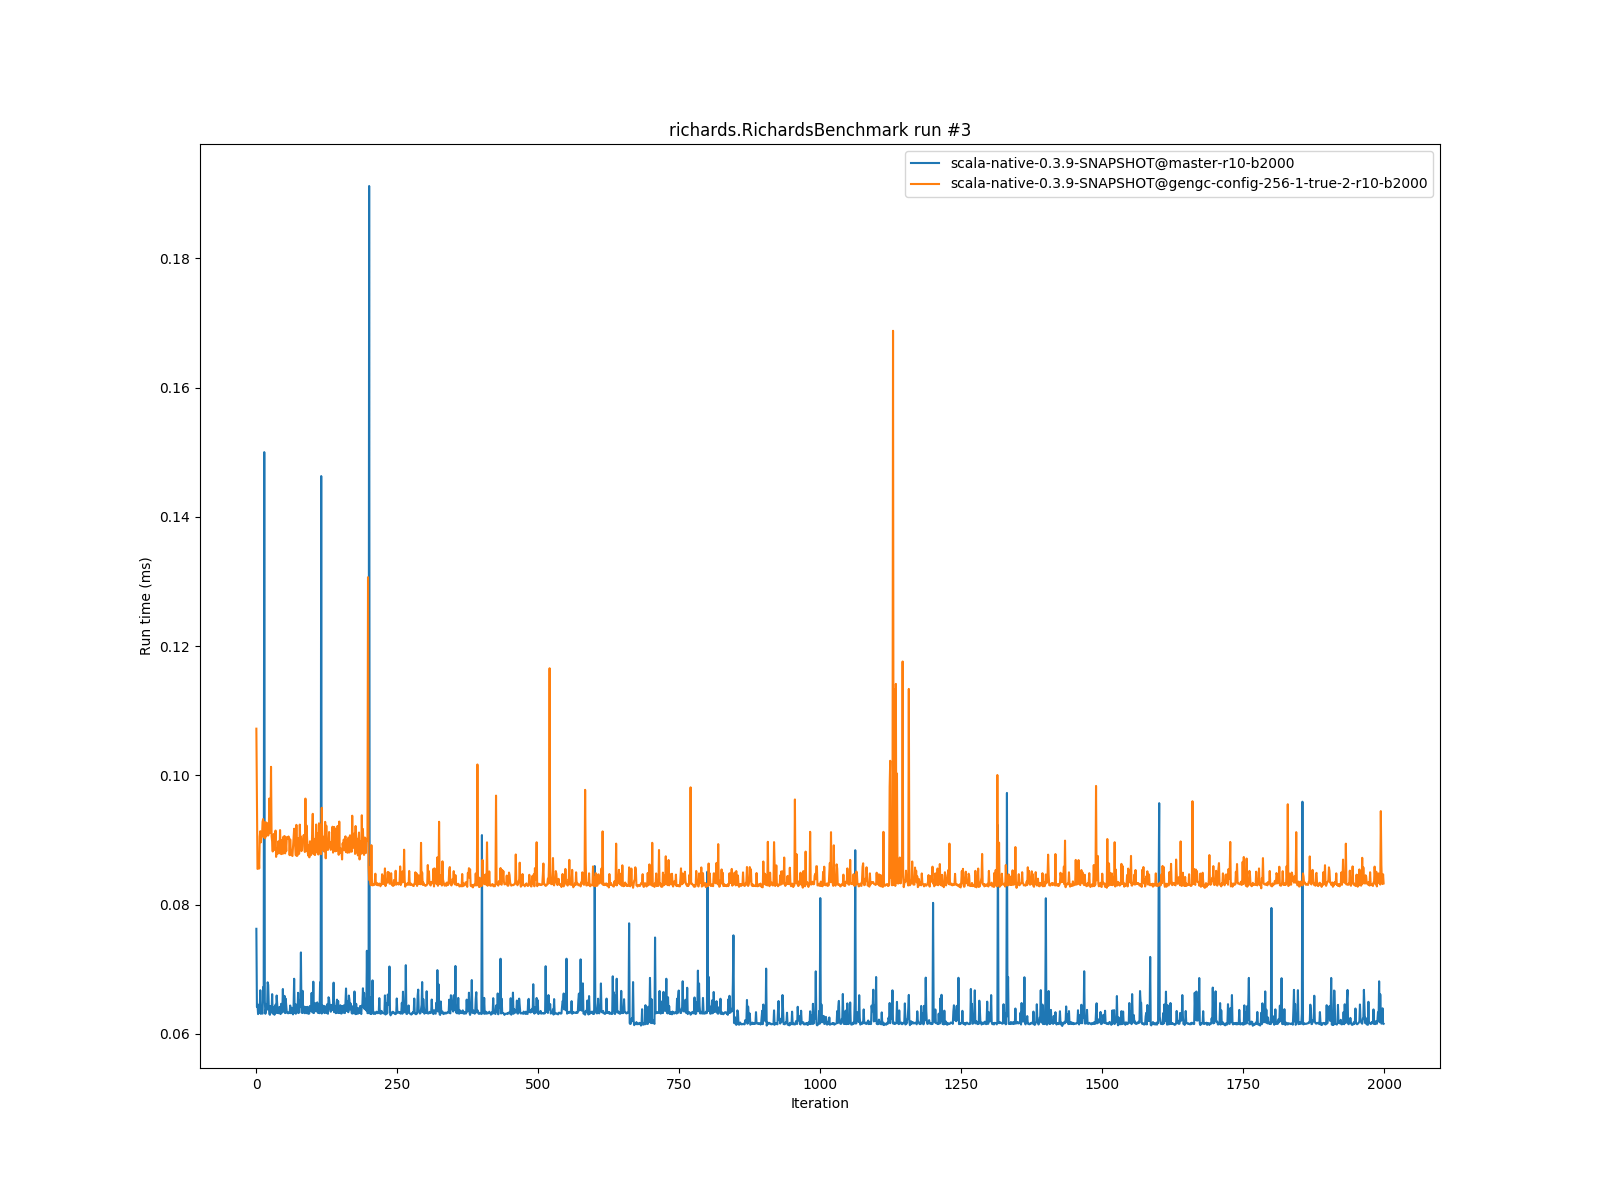 richards.RichardsBenchmark run #3
scala-native-0.3.9-SNAPSHOT@master-r10-b2000
scala-native-0.3.9-SNAPSHOT@gengc-config-256-1-true-2-r10-b2000
Run time (ms)
0.18
0.16
0.14
0.12
0.10
0.08
0.06
0 250 500 750 1000 1250 1500 1750 2000
Iteration